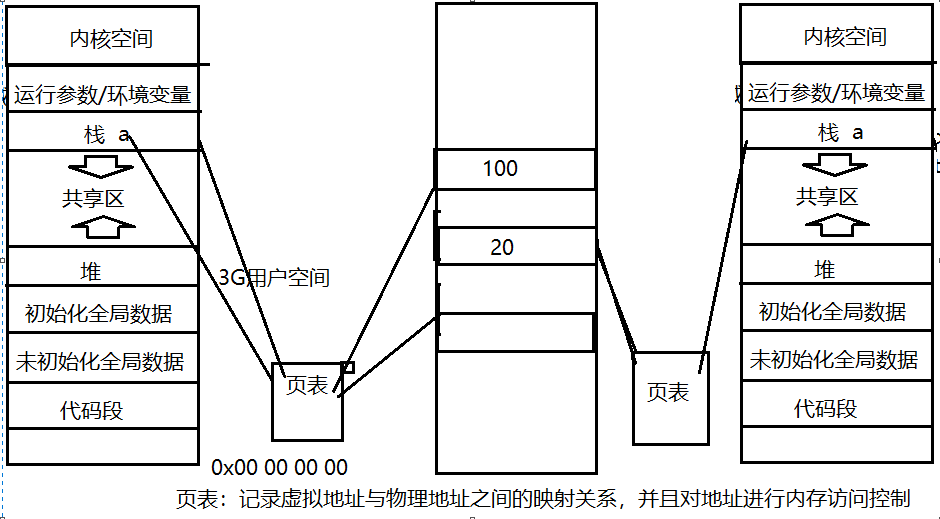 内核空间
运行参数/环境变量
栈 a
共享区
堆
初始化全局数据
未初始化全局数据
代码段
3G用户空间
页表
0x00 00 00 00
100
20
页表
内核空间
运行参数/环境变量
栈 a
共享区
堆
初始化全局数据
未初始化全局数据
代码段
页表：记录虚拟地址与物理地址之间的映射关系，并且对地址进行内存访问控制